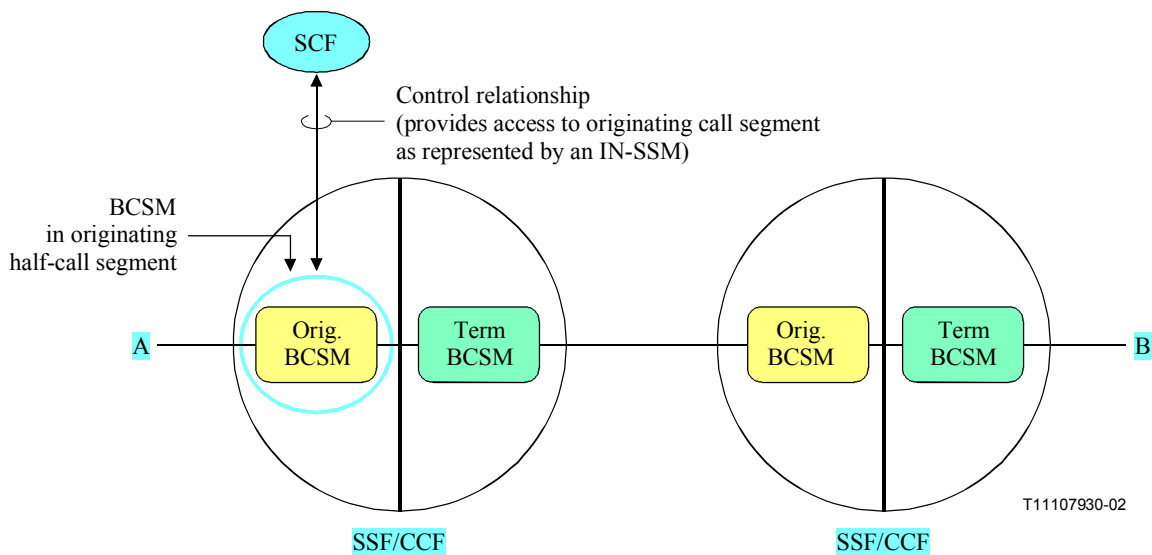 SCF
Control relationship
(provides access to originating call segment
as represented by an IN-SSM)
BCSM
in originating
half-call segment
A
Orig.
BCSM
Term
BCSM
Orig.
BCSM
Term
BCSM
B
T11107930-02
SSF/CCF
SSF/CCF